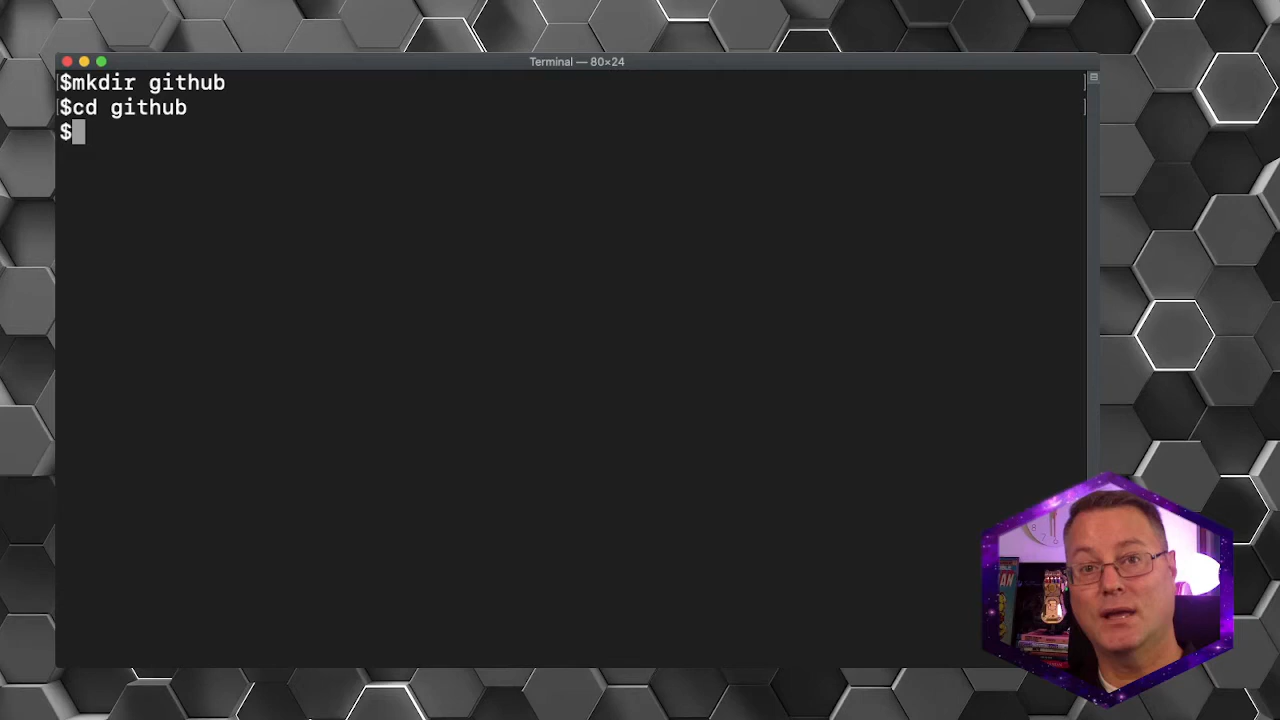 Terminal — 80×24
$mkdir github
$cd github
$